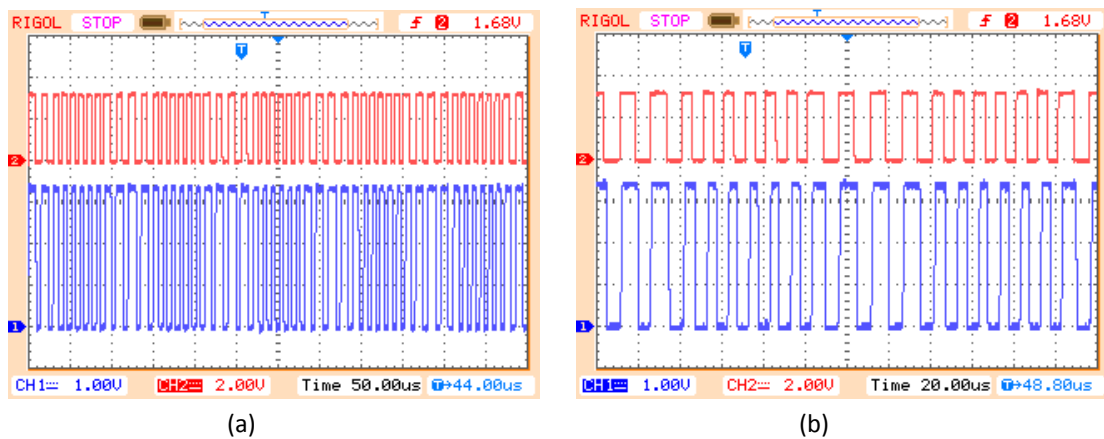 RIGOL STOP T 2 1.68V
T
2
1
CH1 1.00V CH2 2.00V Time 50.00us T→44.00us
(a)
RIGOL STOP T 2 1.68V
T
2
1
CH1 1.00V CH2 2.00V Time 20.00us T→48.80us
(b)